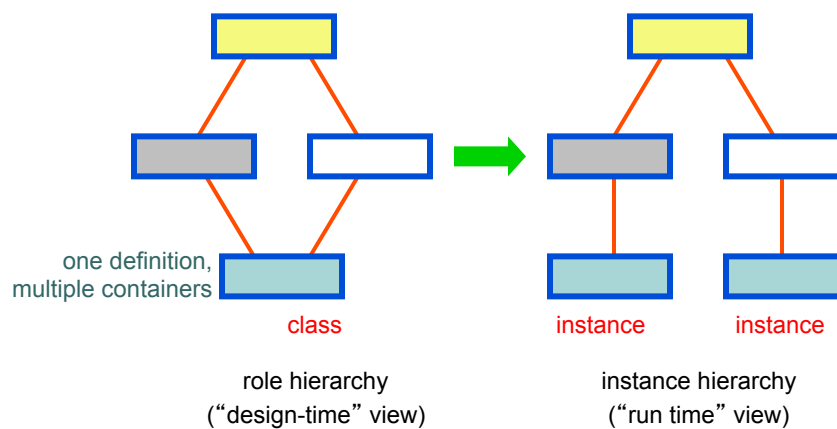 one definition,
multiple containers
class
instance
instance
role hierarchy
(“design-time” view)
instance hierarchy
(“run time” view)